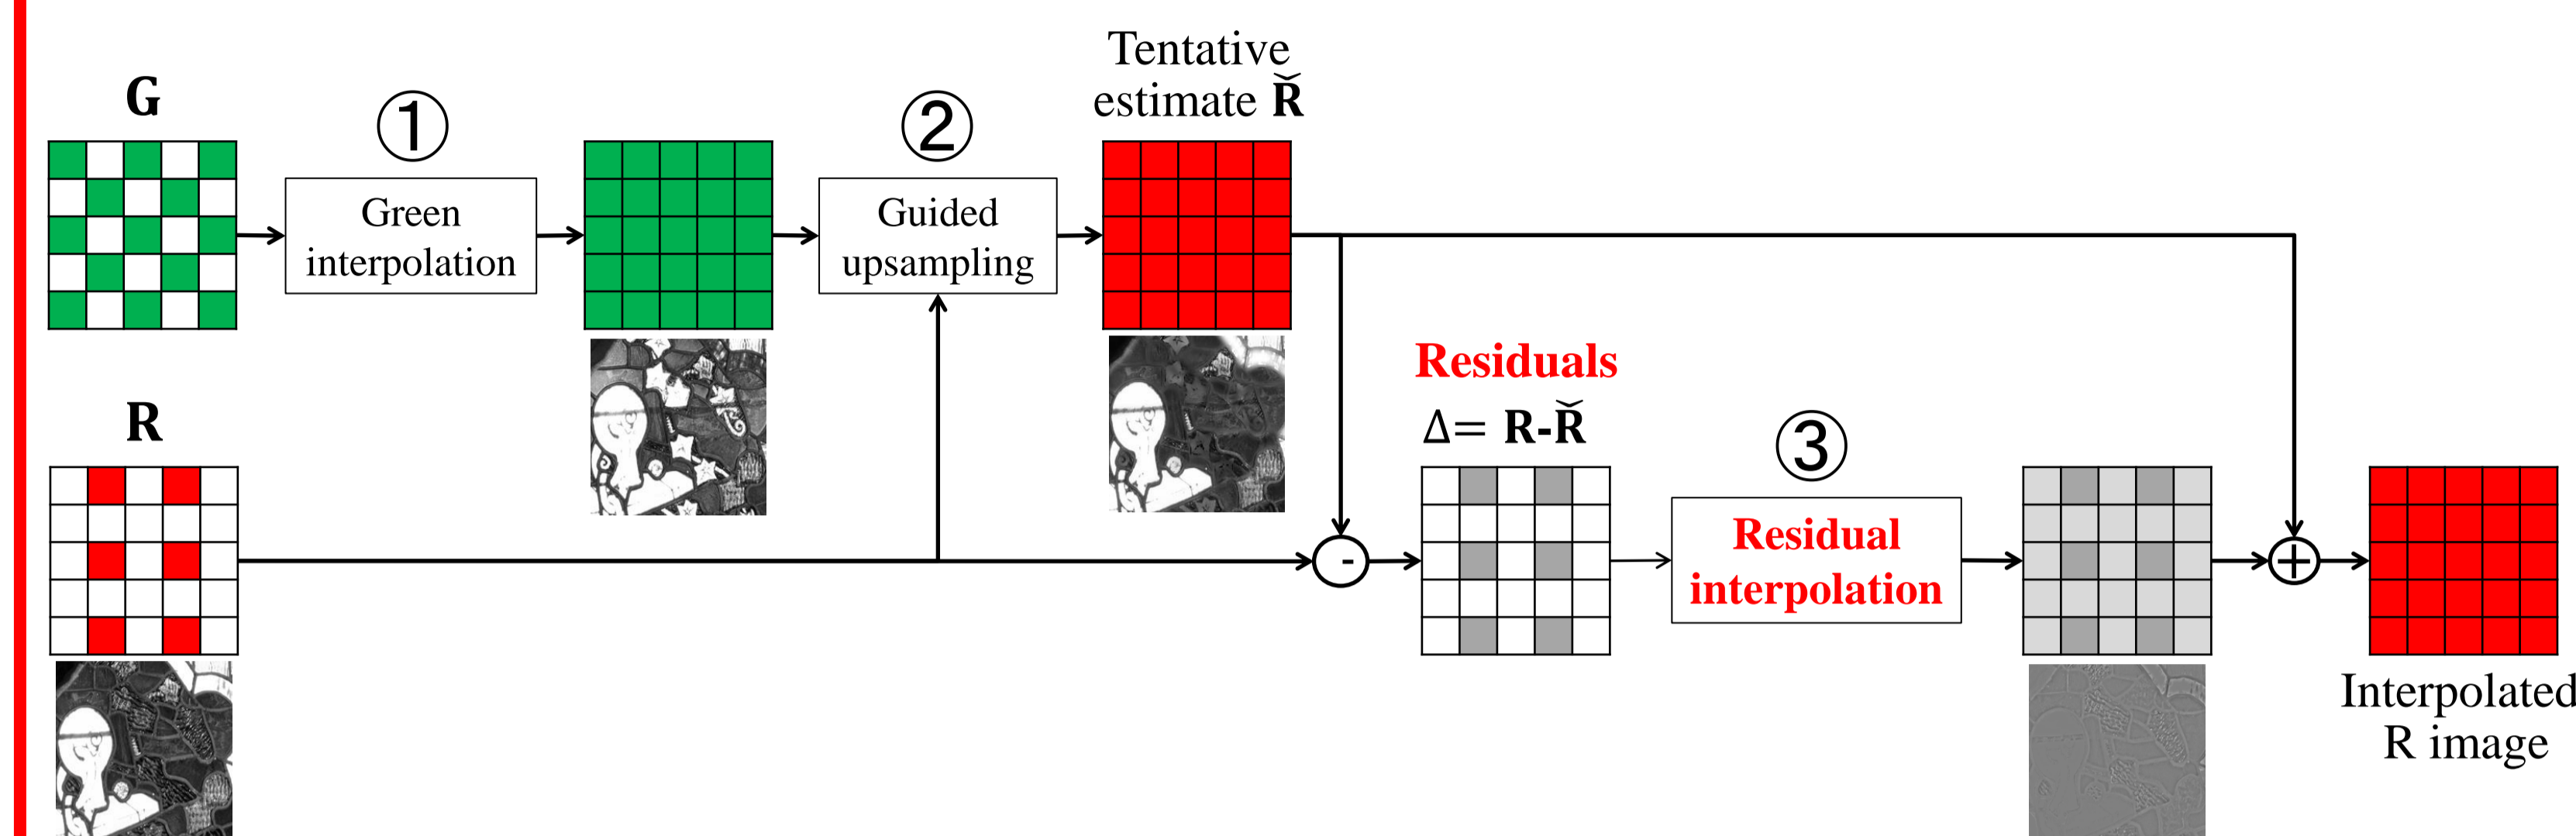 G
①
Green
interpolation
②
Guided
upsampling
Tentative
estimate Ř
R
Residuals
Δ= R-Ř
-
③
Residual
interpolation
+
Interpolated
R image